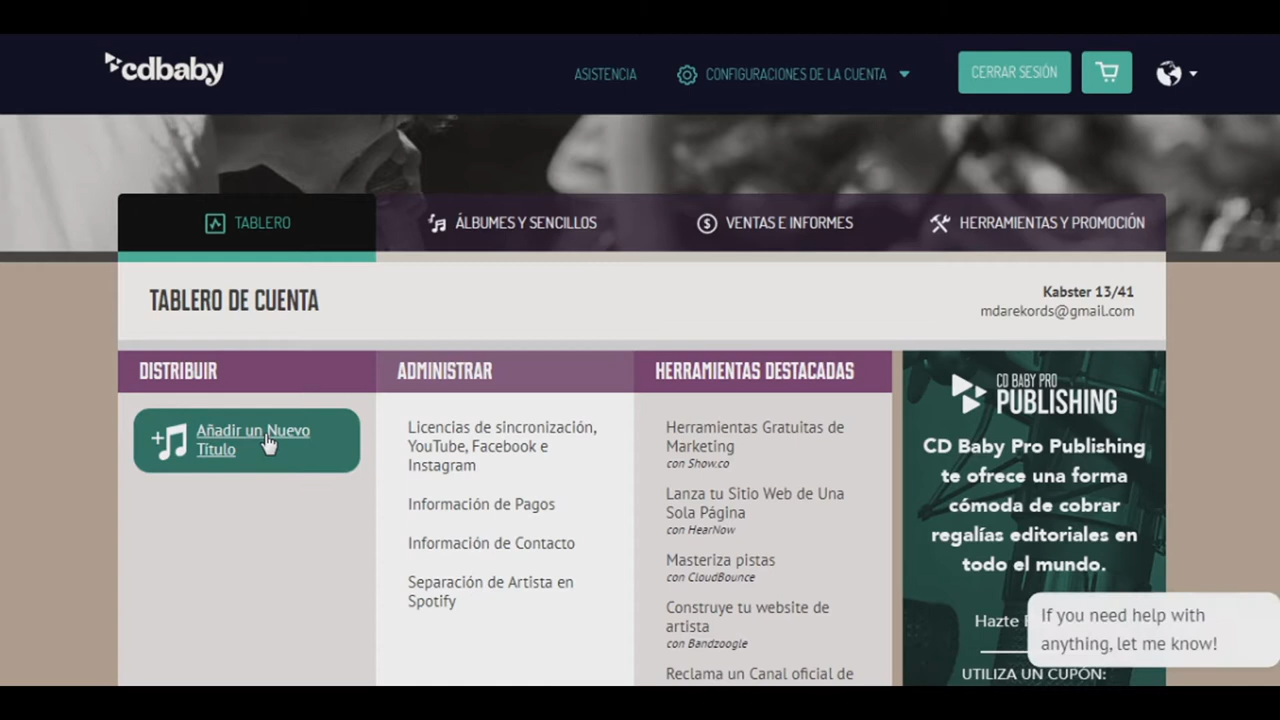 cdbaby
ASISTENCIA
CONFIGURACIONES DE LA CUENTA
CERRAR SESIÓN
TABLERO
ÁLBUMES Y SENCILLOS
VENTAS E INFORMES
HERRAMIENTAS Y PROMOCIÓN
TABLERO DE CUENTA
Kabster 13/41
mdarekords@gmail.com
DISTRIBUIR
Añadir un Nuevo
Título
ADMINISTRAR
Licencias de sincronización,
YouTube, Facebook e
Instagram
Información de Pagos
Información de Contacto
Separación de Artista en
Spotify
HERRAMIENTAS DESTACADAS
Herramientas Gratuitas de
Marketing
con Show.co
Lanza tu Sitio Web de Una
Sola Página
con HearNow
Masteriza pistas
con CloudBounce
Construye tu website de
artista
con Bandzoogle
Reclama un Canal oficial de
CD BABY PRO
PUBLISHING
CD Baby Pro Publishing
te ofrece una forma
cómoda de cobrar
regalías editoriales en
todo el mundo.
Hazte
UTILIZA UN CUPÓN:
If you need help with
anything, let me know!